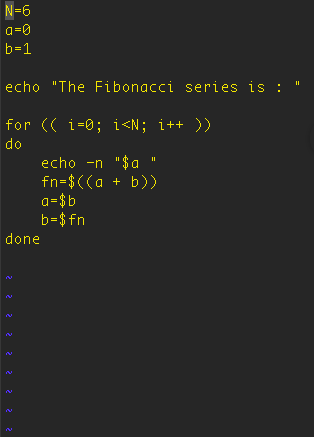 N=6
a=0
b=1
echo "The Fibonacci series is : "
for (( i=0; i<N; i++ ))
do
    echo -n "$a "
    fn=$((a + b))
    a=$b
    b=$fn
done
~
~
~
~
~
~
~
~
~